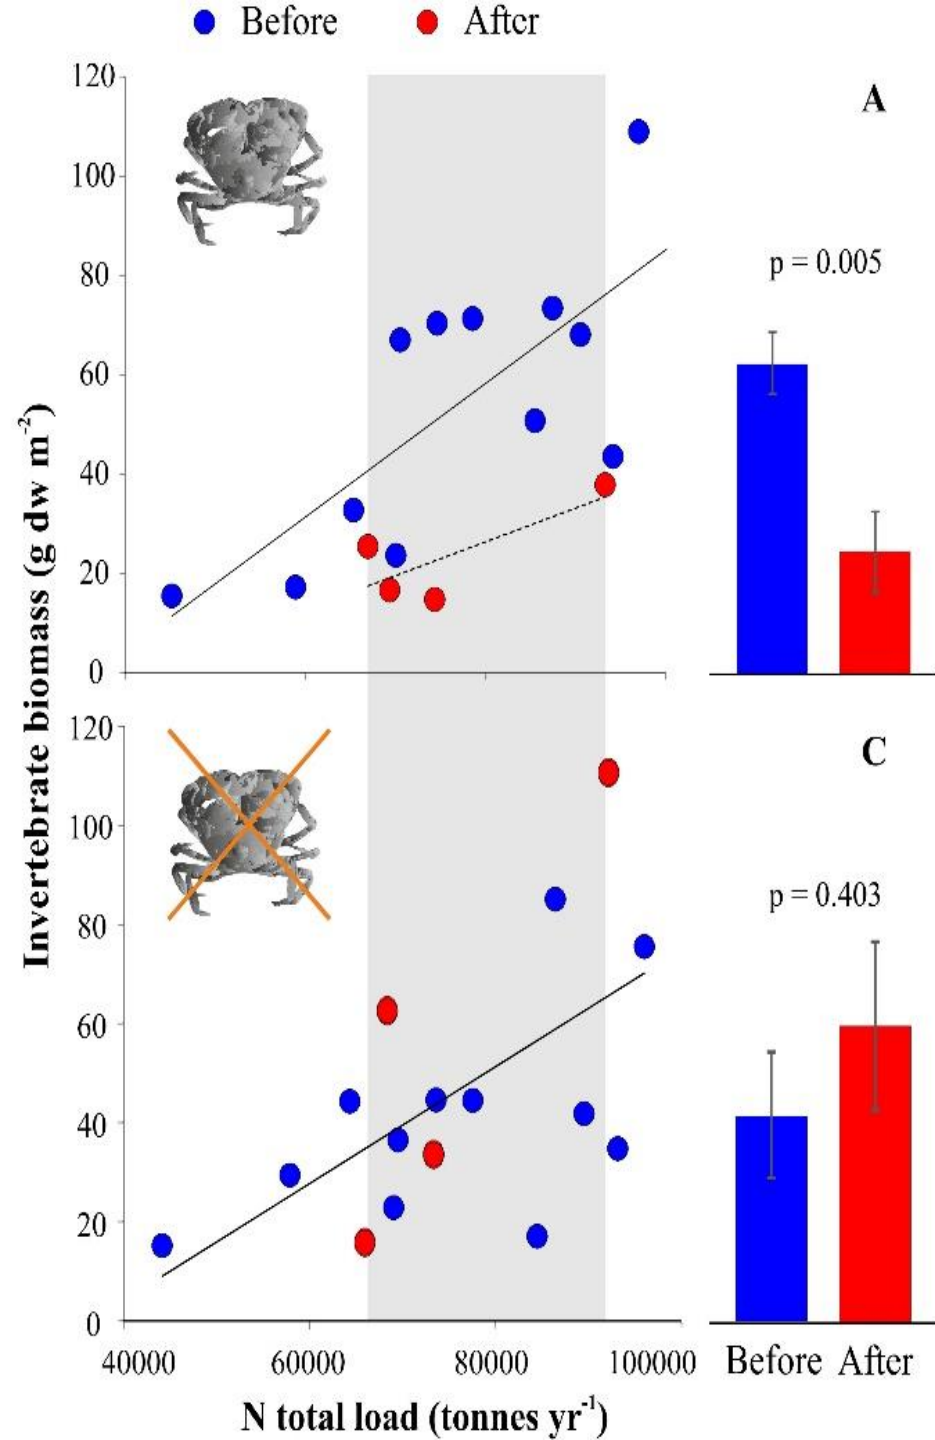 Before After
120
A
100
p = 0.005
80
60
40
20
0
120
C
100
p = 0.403
80
60
40
20
0
Invertebrate biomass (g dw m⁻²)
40000 60000 80000 100000 Before After
N total load (tonnes yr⁻¹)